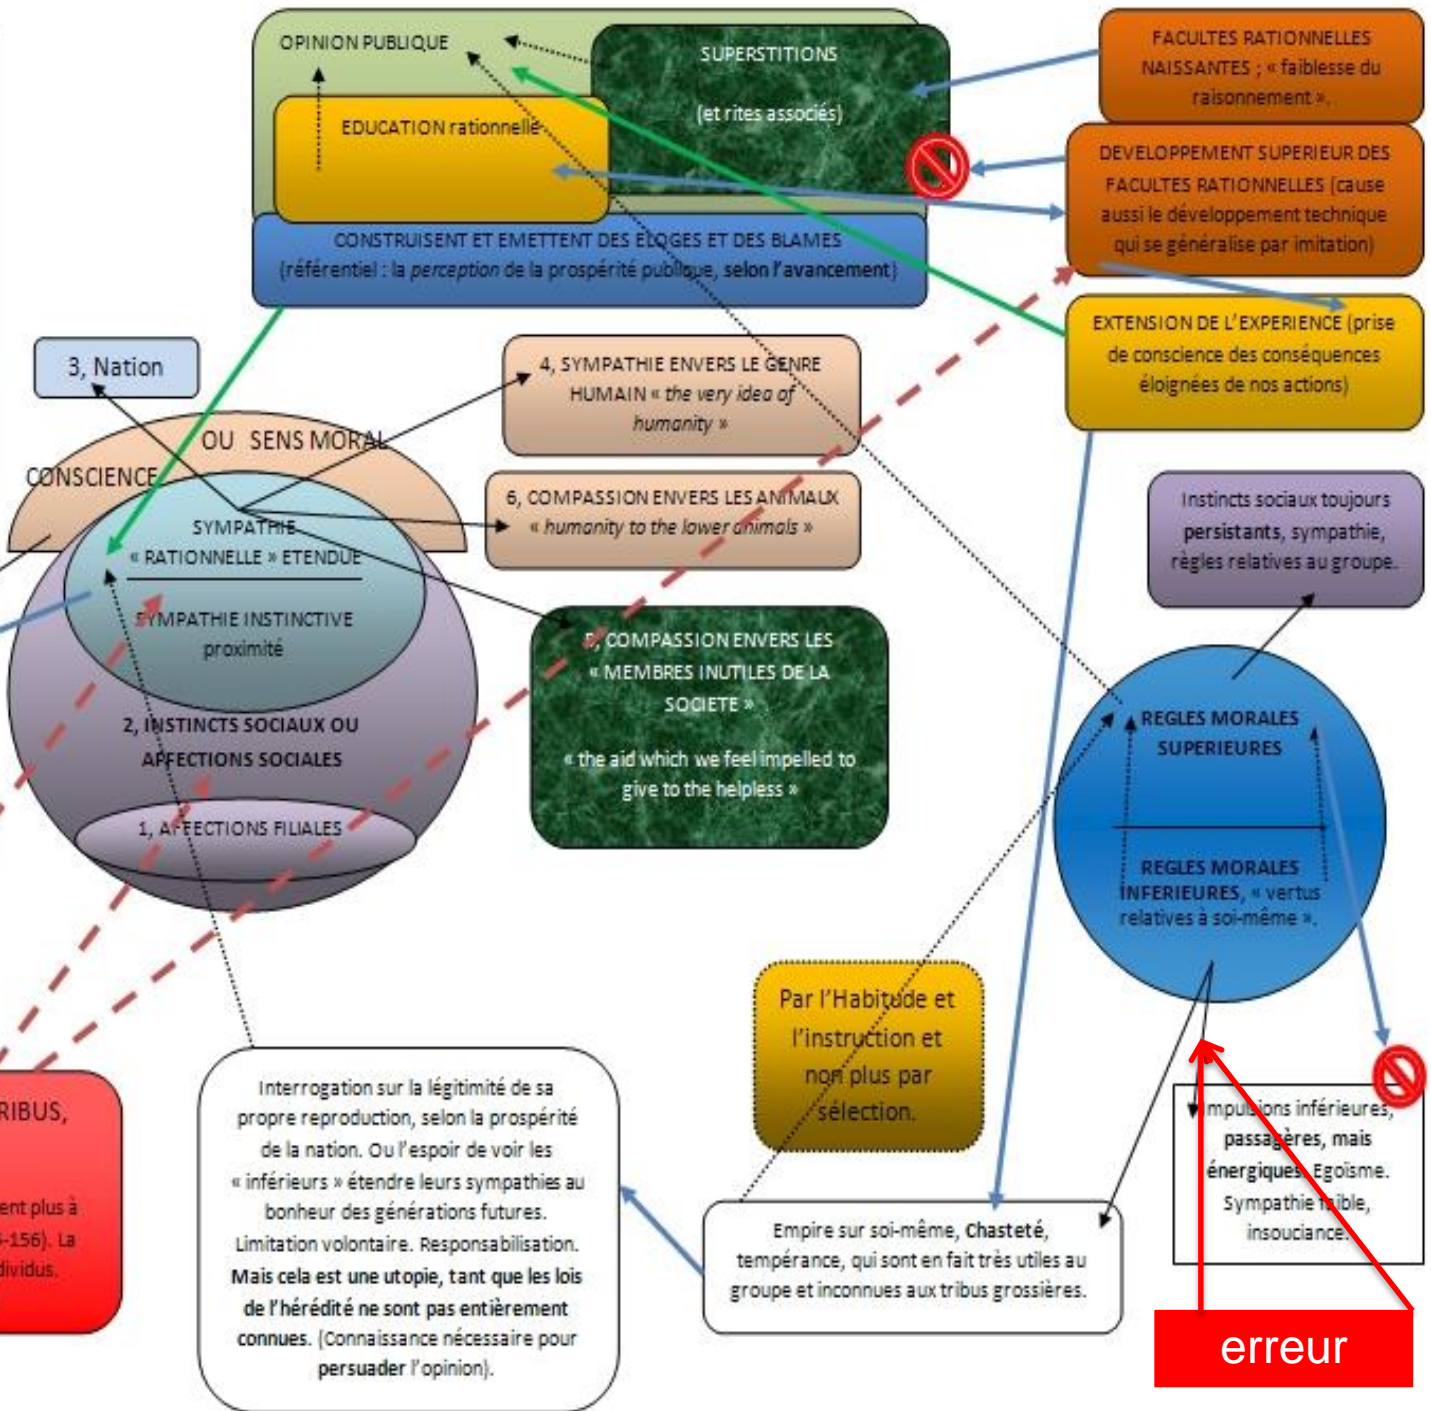 OPINION PUBLIQUE
SUPERSTITIONS
(et rites associés)
EDUCATION rationnelle
CONSTRUISENT ET EMETTENT DES ELOGES ET DES BLAMES
(référentiel : la perception de la prospérité publique, selon l'avancement)
FACULTES RATIONNELLES
NAISSANTES ; « faiblesse du
raisonnement ».
DEVELOPPEMENT SUPERIEUR DES
FACULTES RATIONNELLES (cause
aussi le développement technique
qui se généralise par imitation)
EXTENSION DE L'EXPERIENCE (prise
de conscience des conséquences
éloignées de nos actions)
3, Nation
4, SYMPATHIE ENVERS LE GENRE
HUMAIN « the very idea of
humanity »
OU SENS MORAL
CONSCIENCE
6, COMPASSION ENVERS LES ANIMAUX
« humanity to the lower animals »
SYMPATHIE
« RATIONNELLE » ETENDUE
SYMPATHIE INSTINCTIVE
proximité
2, INSTINCTS SOCIAUX OU
AFFECTIONS SOCIALES
1, AFFECTIONS FILIALES
5, COMPASSION ENVERS LES
« MEMBRES INUTILES DE LA
SOCIETE »
« the aid which we feel impelled to
give to the helpless »
Instincts sociaux toujours
persistants, sympathie,
règles relatives au groupe.
REGLES MORALES
SUPERIEURES
REGLES MORALES
INFERIEURES, « vertus
relatives à soi-même ».
Par l'Habitude et
l'instruction et
non plus par
sélection.
Interrogation sur la légitimité de sa
propre reproduction, selon la prospérité
de la nation. Ou l'espoir de voir les
« inférieurs » étendre leurs sympathies au
bonheur des générations futures.
Limitation volontaire. Responsabilisation.
Mais cela est une utopie, tant que les lois
de l'hérédité ne sont pas entièrement
connues. (Connaissance nécessaire pour
persuader l'opinion).
Empire sur soi-même, Chasteté,
tempérance, qui sont en fait très utiles au
groupe et inconnues aux tribus grossières.
Impulsions inférieures,
passagères, mais
énergiques. Egoïsme.
Sympathie faible,
insouciance.
erreur
RIBUS,
ent plus à
-156). La
dividus.